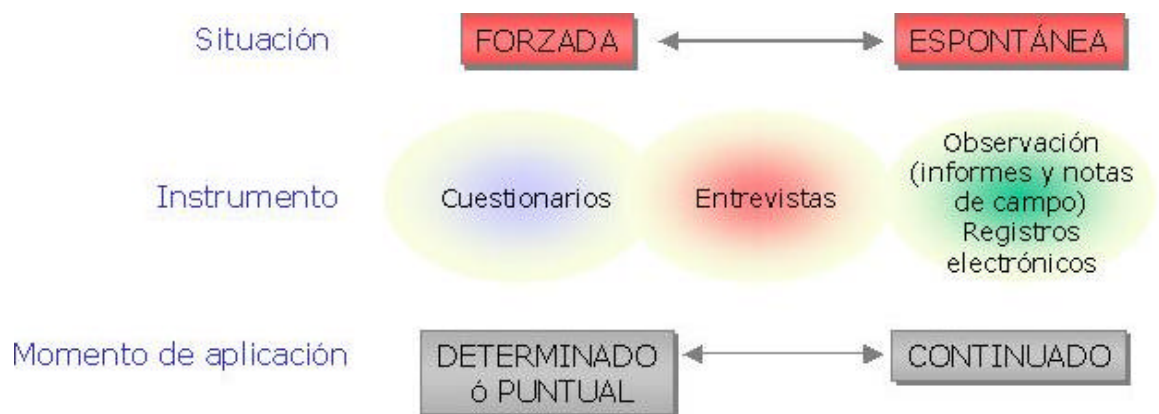 Situación FORZADA ESPONTÁNEA
Instrumento Cuestionarios Entrevistas Observación
(informes y notas
de campo)
Registros
electrónicos
Momento de aplicación DETERMINADO
ó PUNTUAL CONTINUADO